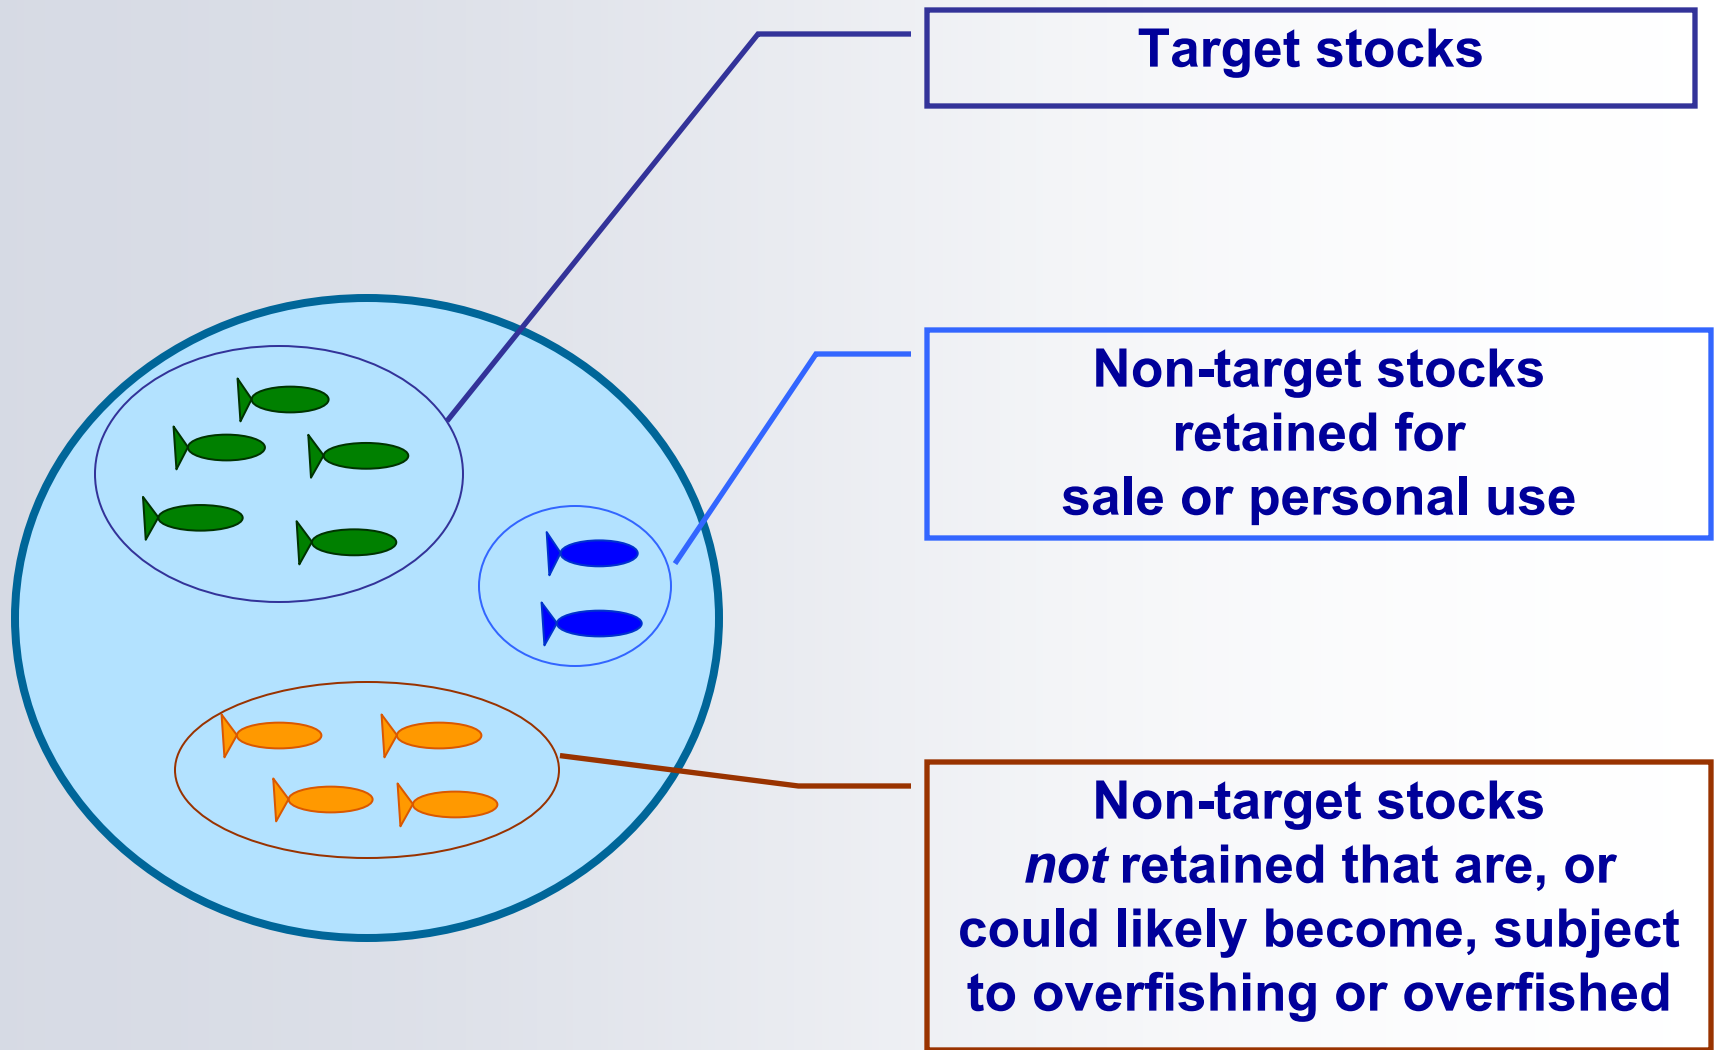 Target stocks
Non-target stocks
retained for
sale or personal use
Non-target stocks
not retained that are, or
could likely become, subject
to overfishing or overfished